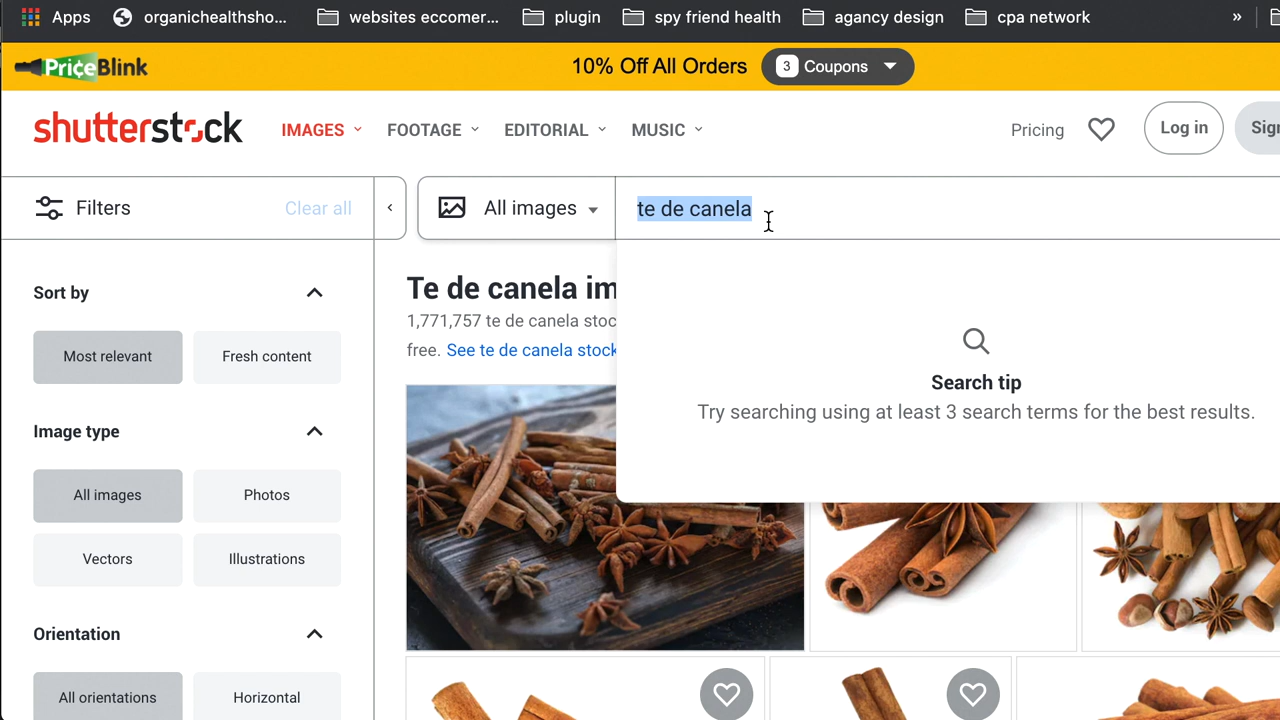 Apps organichealthsho... websites eccomer... plugin spy friend health agancy design cpa network »
PriceBlink 10% Off All Orders 3 Coupons
shutterstock IMAGES FOOTAGE EDITORIAL MUSIC Pricing Log in Sig
Filters Clear all ‹ All images te de canela
Sort by
Te de canela im
1,771,757 te de canela stoc
free. See te de canela stock
Most relevant Fresh content
Search tip
Try searching using at least 3 search terms for the best results.
Image type
All images Photos
Vectors Illustrations
Orientation
All orientations Horizontal